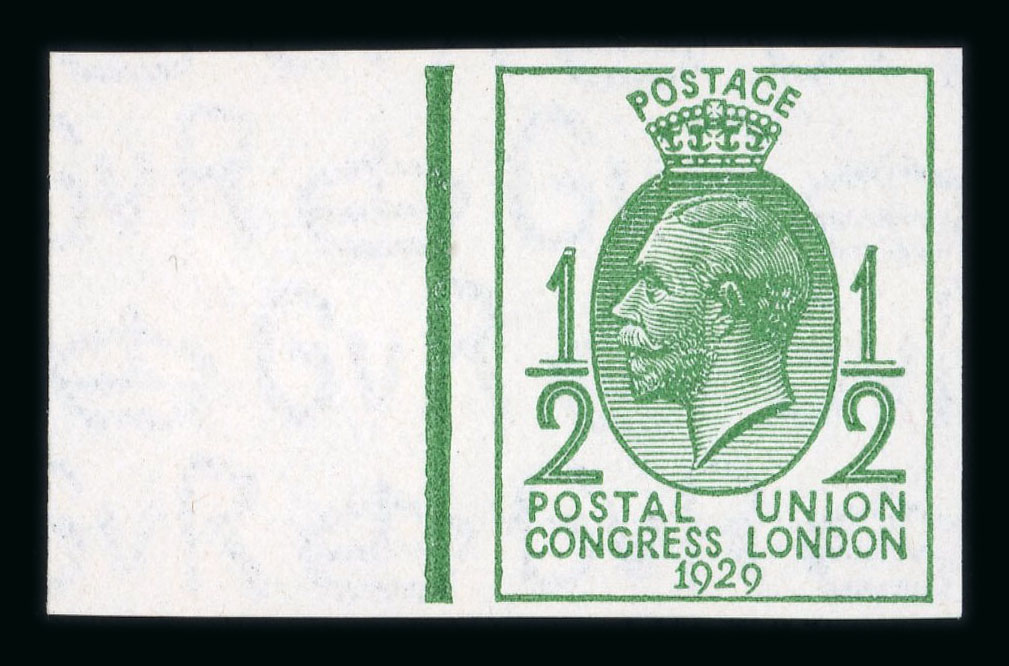 POSTAGE
1/2 1/2
POSTAL UNION
CONGRESS LONDON
1929